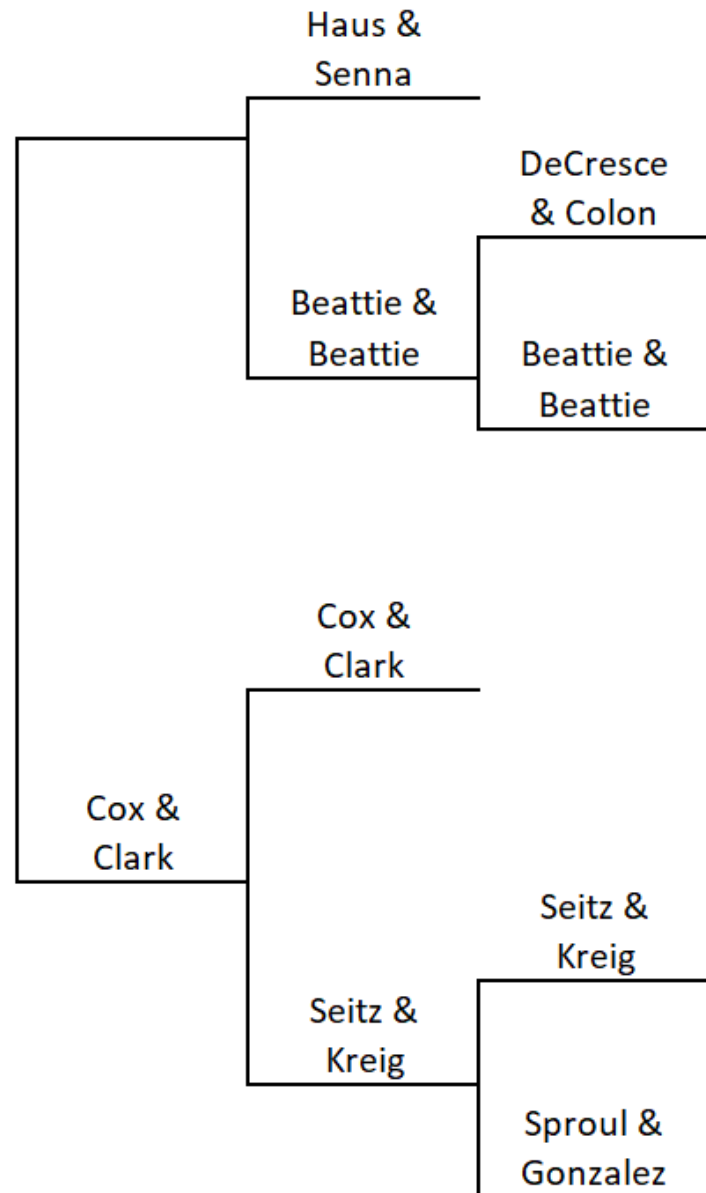 Haus &
Senna
DeCresce
& Colon
Beattie &
Beattie
Beattie &
Beattie
Cox &
Clark
Cox &
Clark
Seitz &
Kreig
Seitz &
Kreig
Sproul &
Gonzalez